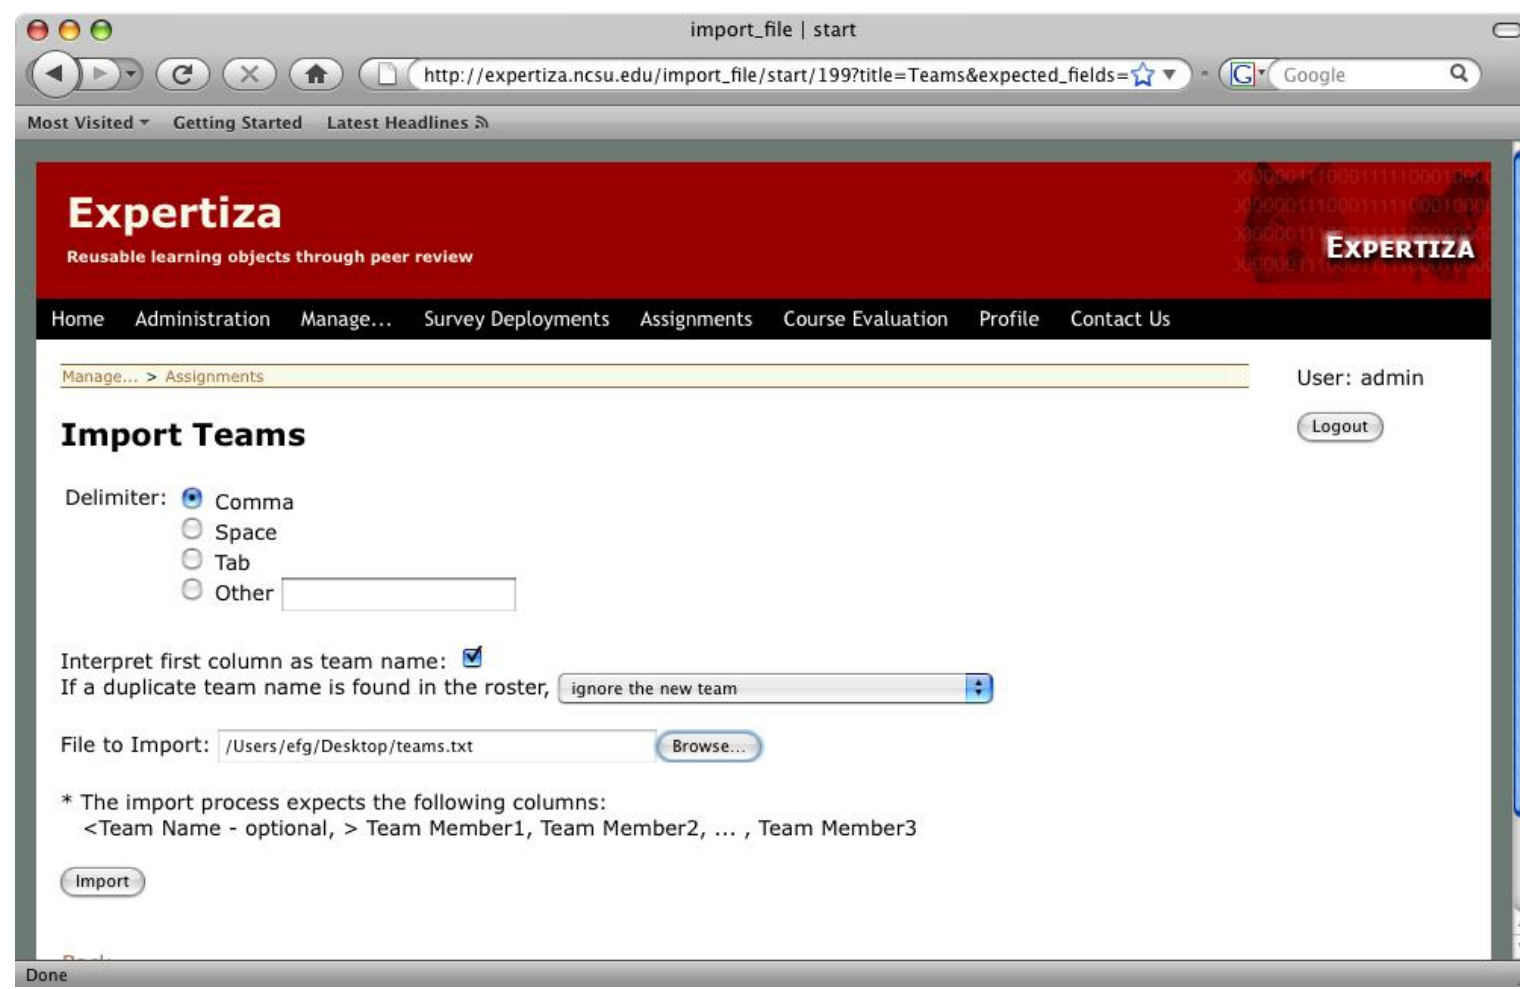 import_file | start
http://expertiza.ncsu.edu/import_file/start/199?title=Teams&expected_fields=
Google
Most Visited Getting Started Latest Headlines
Expertiza
Reusable learning objects through peer review
EXPERTIZA
Home Administration Manage... Survey Deployments Assignments Course Evaluation Profile Contact Us
Manage... > Assignments
User: admin
Logout
Import Teams
Delimiter: Comma
Space
Tab
Other
Interpret first column as team name:
If a duplicate team name is found in the roster, ignore the new team
File to Import: /Users/efg/Desktop/teams.txt Browse...
* The import process expects the following columns:
<Team Name - optional, > Team Member1, Team Member2, ... , Team Member3
Import
Done